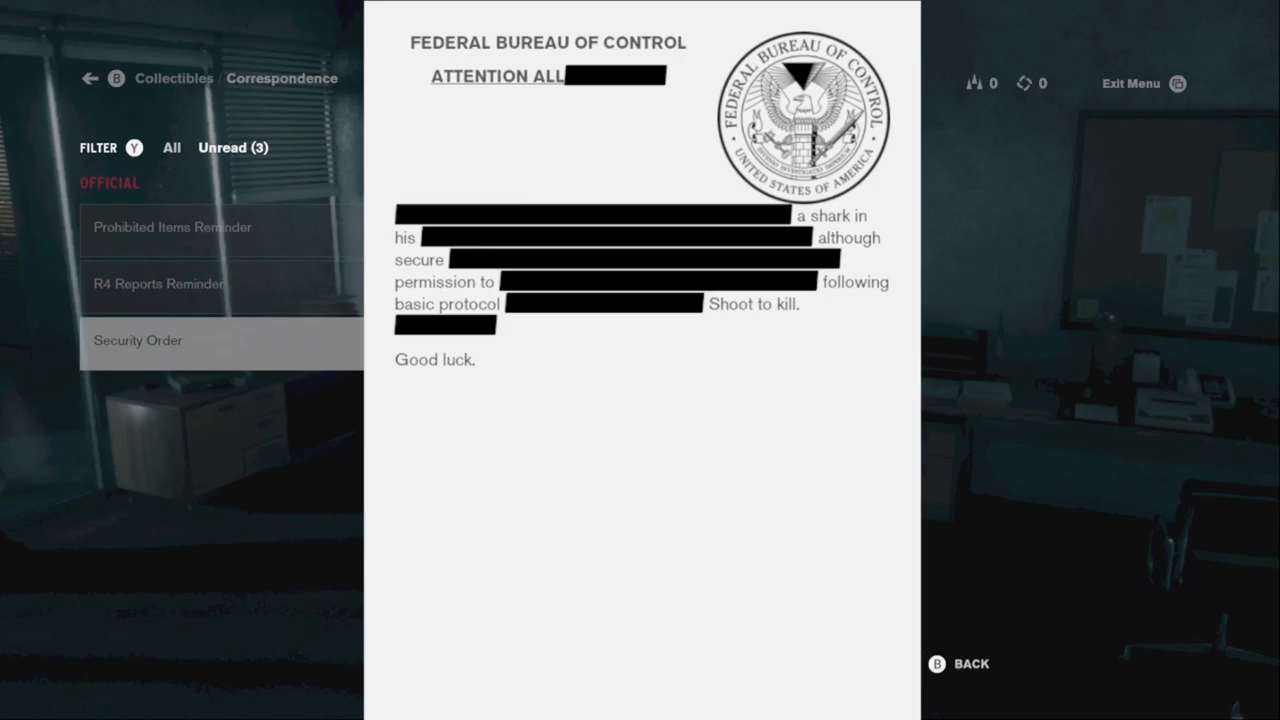 FEDERAL BUREAU OF CONTROL
ATTENTION ALL
FEDERAL BUREAU OF CONTROL
UNITED STATES OF AMERICA
B Collectibles / Correspondence
0 0 Exit Menu
FILTER Y All Unread (3)
OFFICIAL
Prohibited Items Reminder
R4 Reports Reminder
Security Order
a shark in
his although
secure
permission to following
basic protocol Shoot to kill.
Good luck.
B BACK